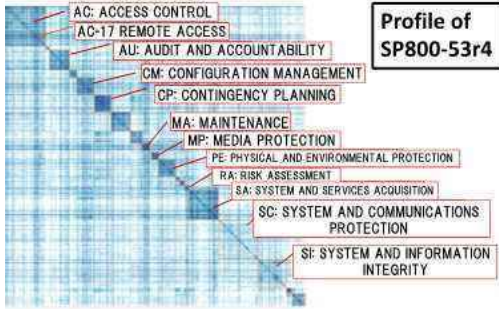 AC: ACCESS CONTROL
Profile of
SP800-53r4
AC-17 REMOTE ACCESS
AU: AUDIT AND ACCOUNTABILITY
CM: CONFIGURATION MANAGEMENT
CP: CONTINGENCY PLANNING
MA: MAINTENANCE
MP: MEDIA PROTECTION
PE: PHYSICAL AND ENVIRONMENTAL PROTECTION
RA: RISK ASSESSMENT
SA: SYSTEM AND SERVICES ACQUISITION
SC: SYSTEM AND COMMUNICATIONS
PROTECTION
SI: SYSTEM AND INFORMATION
INTEGRITY